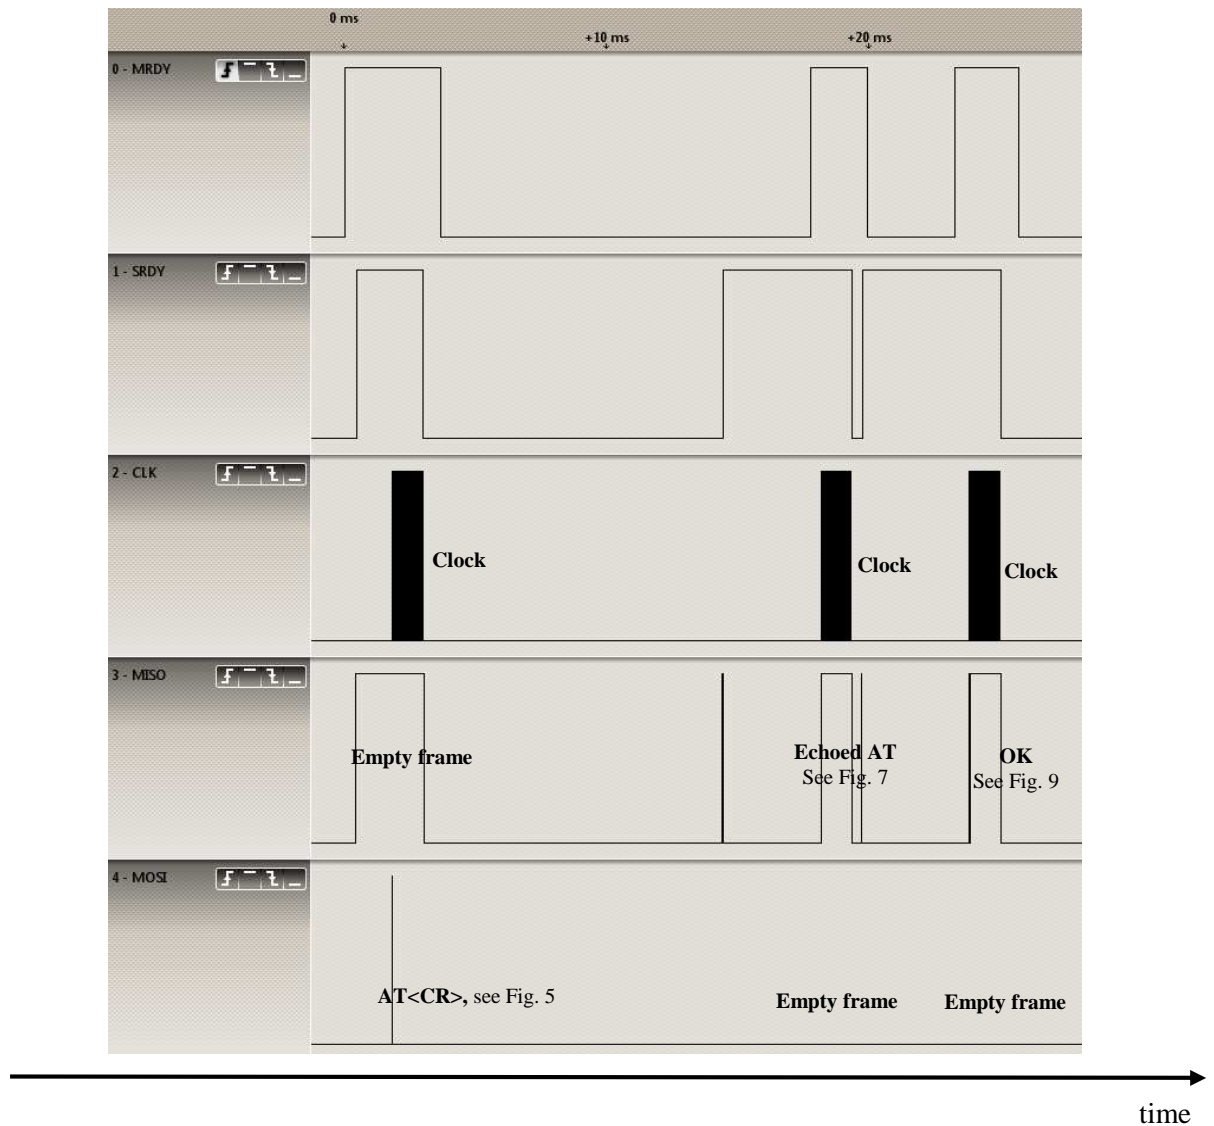 0 ms
+10 ms
+20 ms
0 - MRDY
1 - SRDY
2 - CLK
Clock
Clock
Clock
3 - MISO
Empty frame
Echoed AT
See Fig. 7
OK
See Fig. 9
4 - MOSI
AT<CR>, see Fig. 5
Empty frame
Empty frame
time